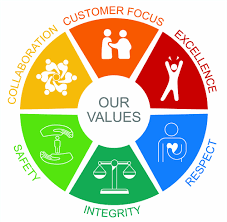 CUSTOMER FOCUS
EXCELLENCE
RESPECT
INTEGRITY
SAFETY
COLLABORATION
OUR
VALUES